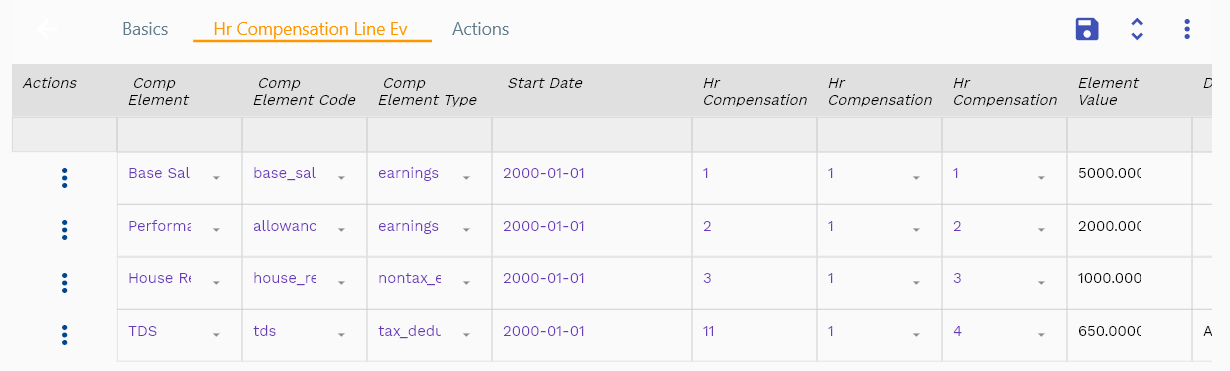 Basics Hr Compensation Line Ev Actions
Actions Comp Element Comp Element Code Comp Element Type Start Date Hr Compensation Hr Compensation Hr Compensation Element Value D
Base Sal base_sal earnings 2000-01-01 1 1 1 5000.00
Performa allowanc earnings 2000-01-01 2 1 2 2000.00
House Re house_re nontax_e 2000-01-01 3 1 3 1000.000
TDS tds tax_dedu 2000-01-01 11 1 4 650.000 A